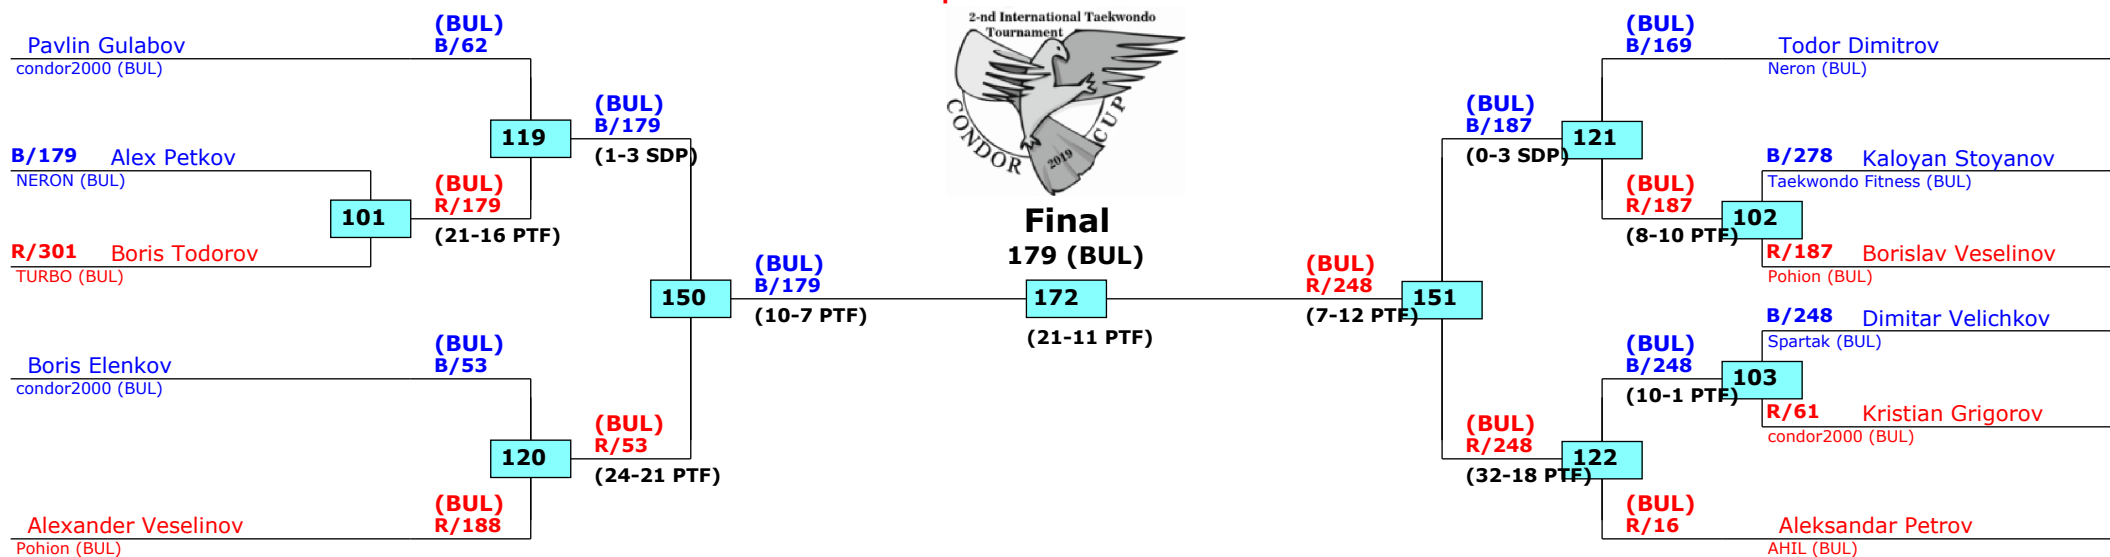 2-nd International Taekwondo
Tournament
CONDOR CUP
2019
Final
179 (BUL)
172
(21-11 PTF)
(BUL)
B/62
Pavlin Gulabov
condor2000 (BUL)
119
(BUL)
B/179
(1-3 SDP)
B/179 Alex Petkov
NERON (BUL)
(BUL)
R/179
101
(21-16 PTF)
R/301 Boris Todorov
TURBO (BUL)
150
(BUL)
B/179
(10-7 PTF)
Boris Elenkov
condor2000 (BUL)
(BUL)
B/53
120
(BUL)
R/53
(24-21 PTF)
Alexander Veselinov
Pohion (BUL)
(BUL)
R/188
(BUL)
B/169
Todor Dimitrov
Neron (BUL)
(BUL)
B/187
121
(0-3 SDP)
B/278 Kaloyan Stoyanov
Taekwondo Fitness (BUL)
(BUL)
R/187
102
(8-10 PTF)
R/187 Borislav Veselinov
Pohion (BUL)
(BUL)
R/248
151
(7-12 PTF)
B/248 Dimitar Velichkov
Spartak (BUL)
(BUL)
B/248
103
(10-1 PTF)
R/61 Kristian Grigorov
condor2000 (BUL)
(BUL)
R/248
122
(32-18 PTF)
(BUL)
R/16
Aleksandar Petrov
AHIL (BUL)